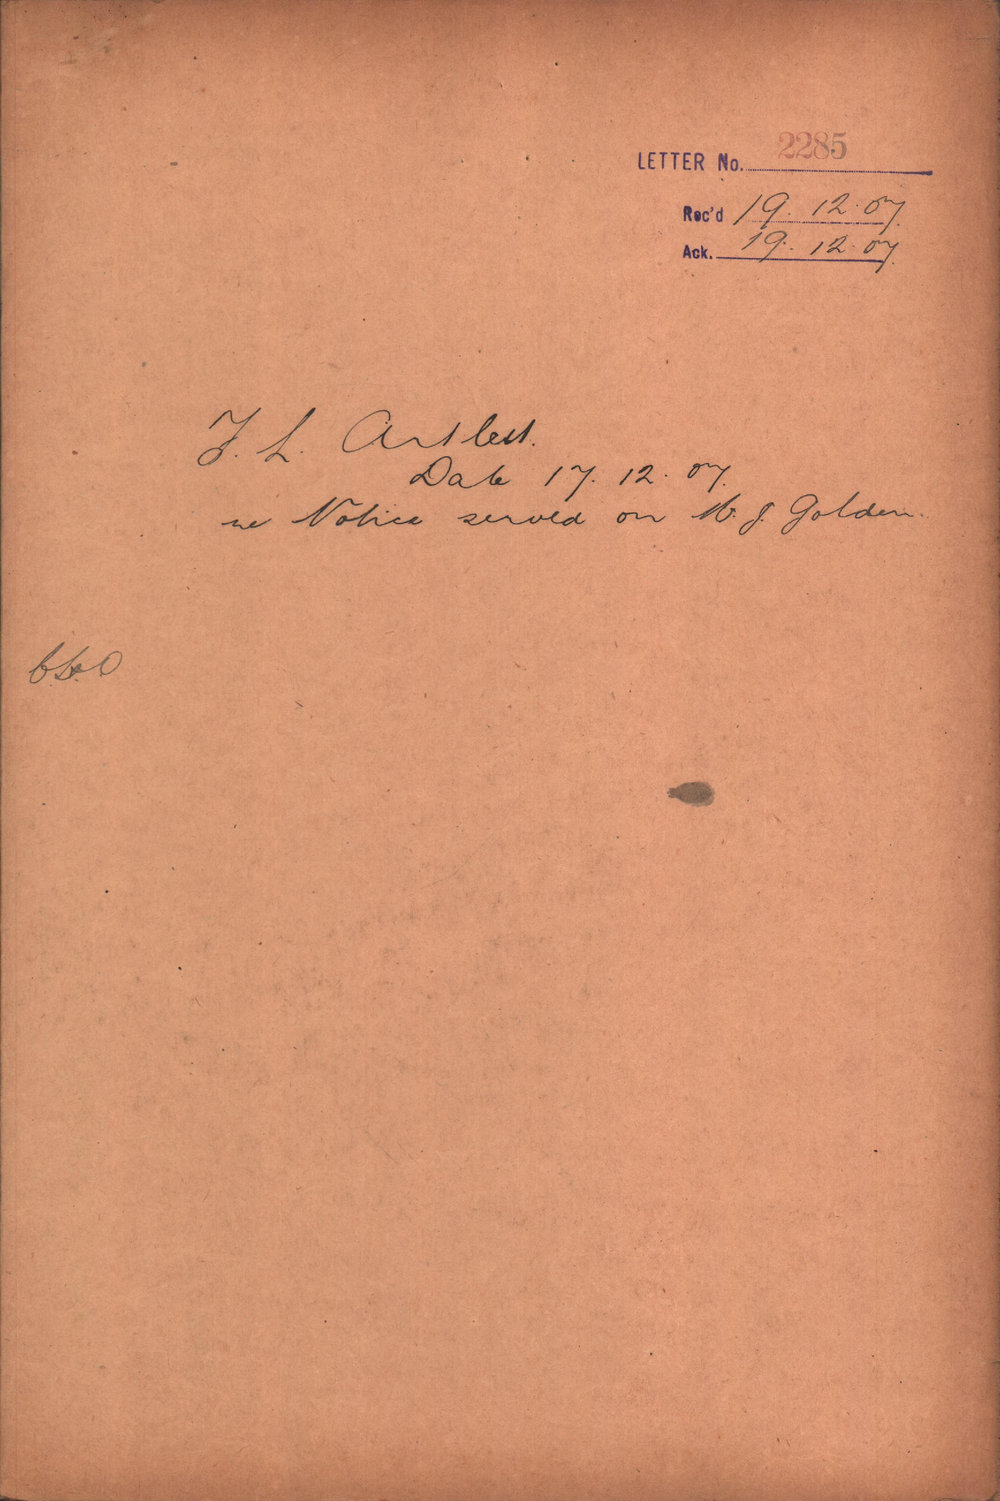 LETTER No. 2285
Rec'd 19.12.07.
Ack. 19.12.07.
F. L. Artlett.
Date 17.12.07.
re Notice served on W. J. Golden.